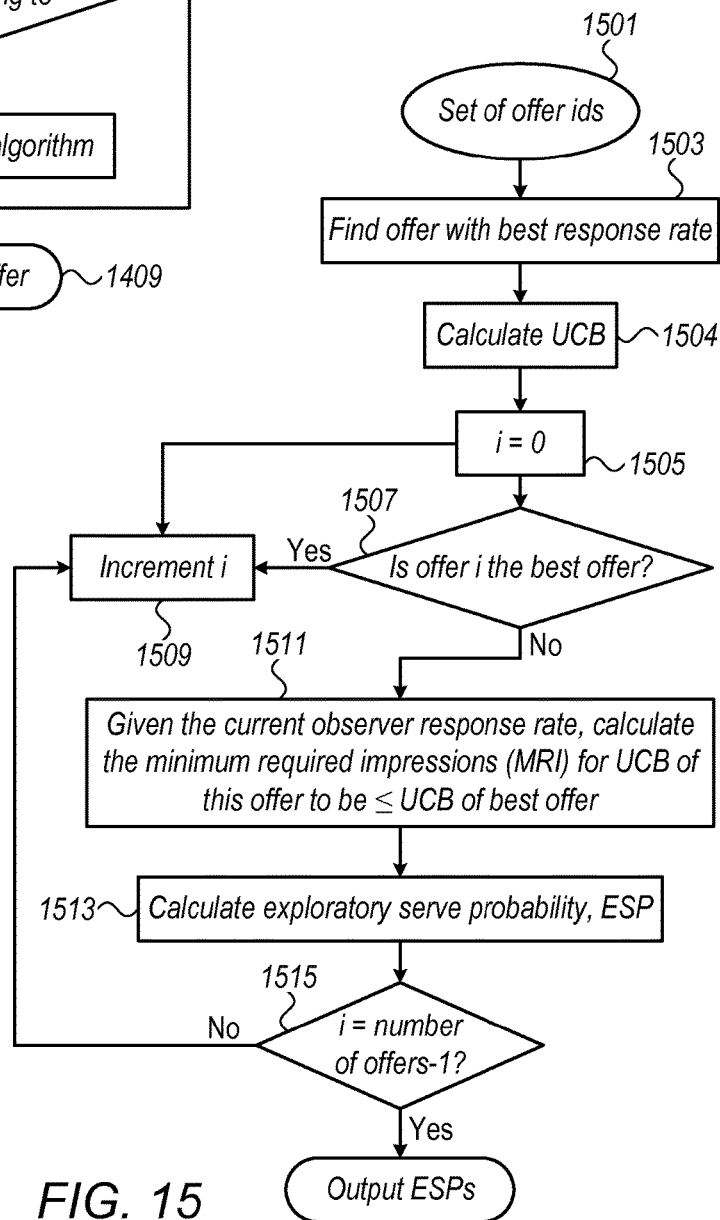 to
algorithm
1409
1501
Set of offer ids
1503
Find offer with best response rate
Calculate UCB
1504
i = 0
1505
1507
Is offer i the best offer?
Yes
Increment i
1509
No
1511
Given the current observer response rate, calculate
the minimum required impressions (MRI) for UCB of
this offer to be ≤ UCB of best offer
1513
Calculate exploratory serve probability, ESP
1515
i = number
of offers-1?
No
Yes
Output ESPs
FIG. 15